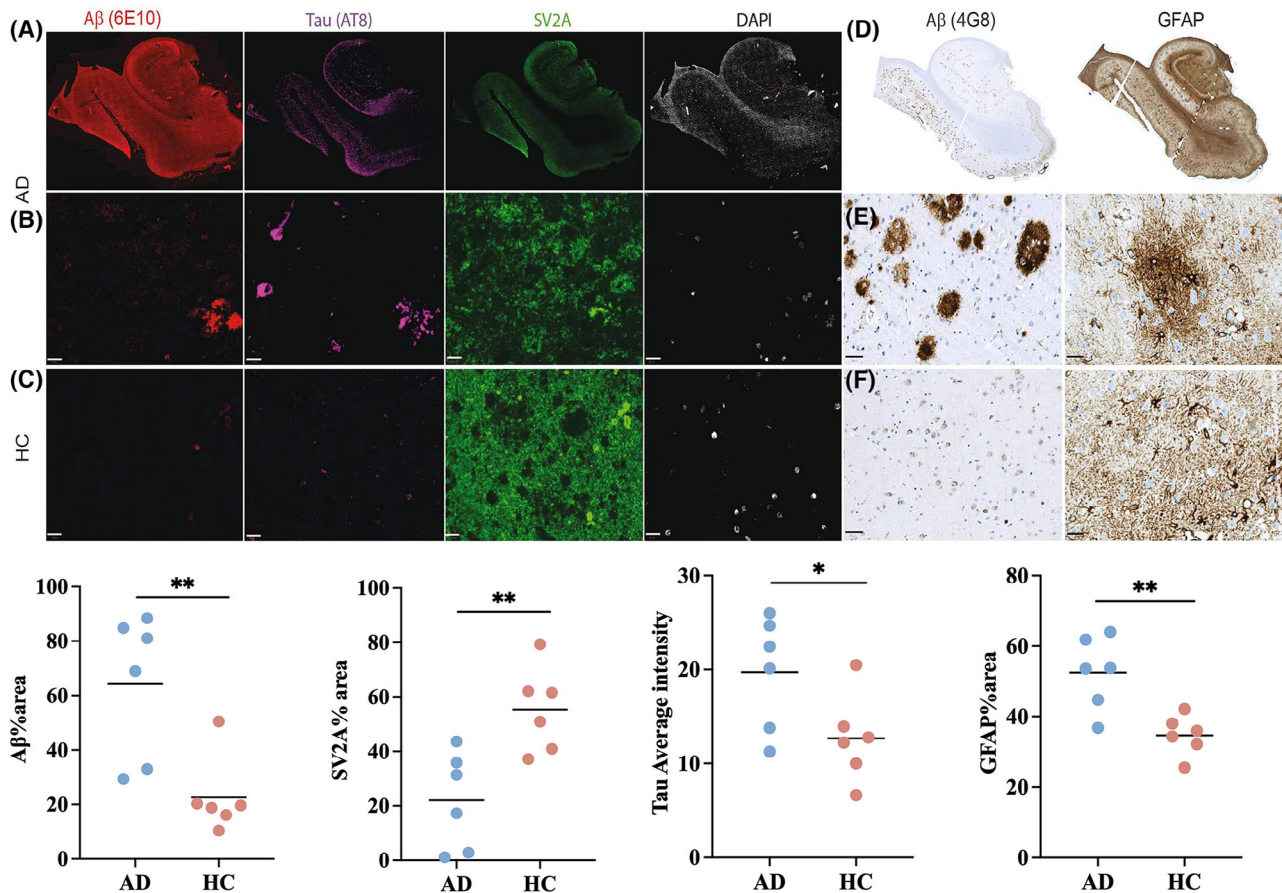 (A)
Aβ (6E10)
Tau (AT8)
SV2A
DAPI
(D)
Aβ (4G8)
GFAP
AD
(B)
(E)
HC
(C)
(F)
**
100
80
60
40
20
0
Aβ%area
AD
HC
**
100
80
60
40
20
0
SV2A% area
AD
HC
*
30
20
10
0
Tau Average intensity
AD
HC
**
80
60
40
20
0
GFAP%area
AD
HC